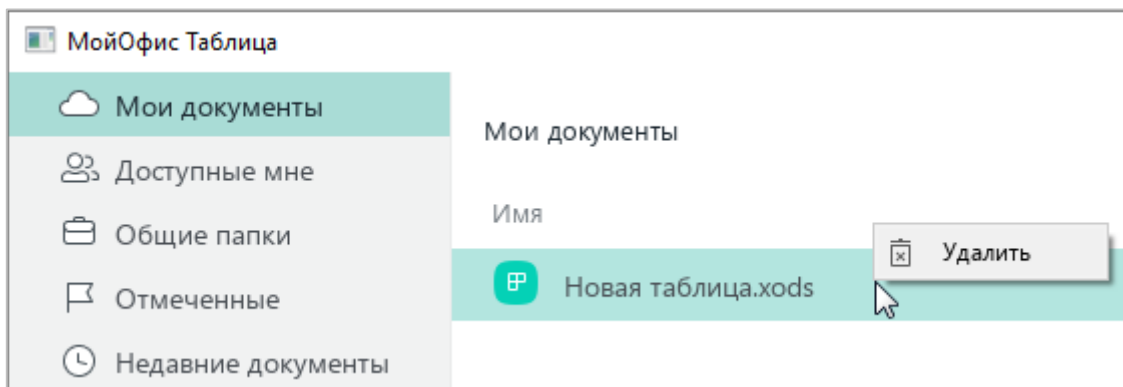 МойОфис Таблица
Мои документы
Доступные мне
Общие папки
Отмеченные
Недавние документы
Мои документы
Имя
Новая таблица.xods
Удалить